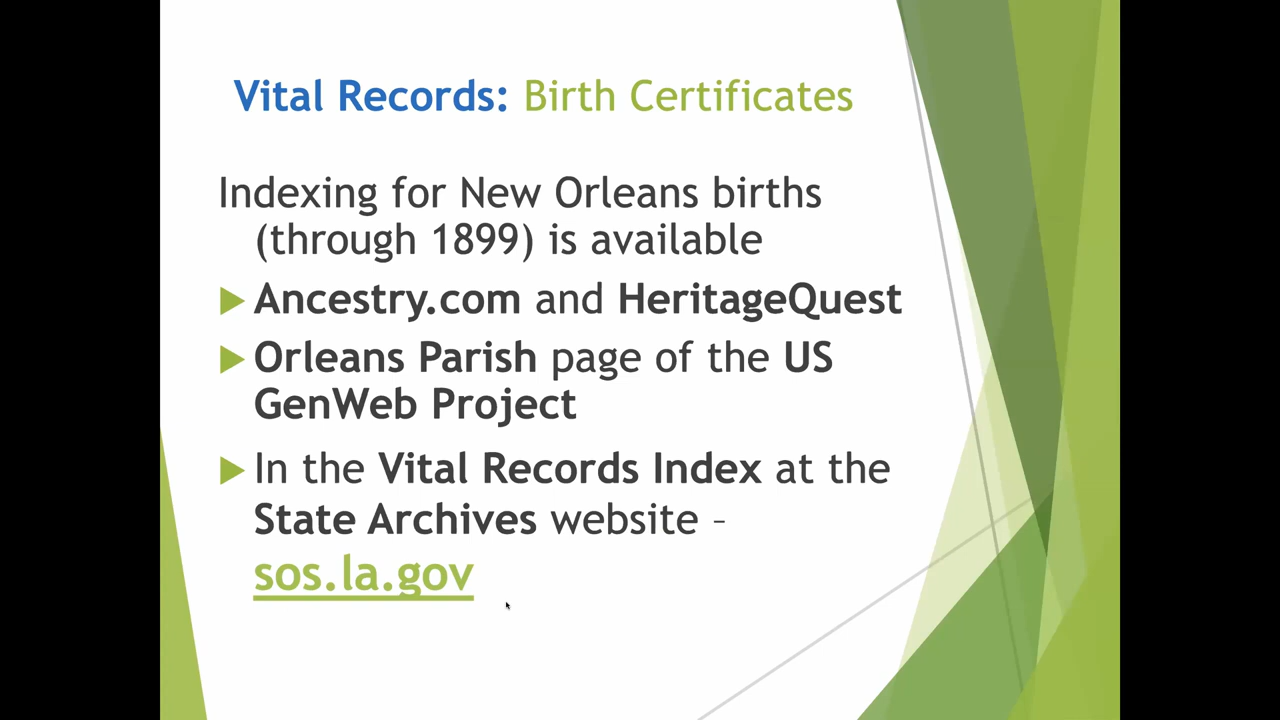 Vital Records: Birth Certificates
Indexing for New Orleans births
(through 1899) is available
Ancestry.com and HeritageQuest
Orleans Parish page of the US
GenWeb Project
In the Vital Records Index at the
State Archives website –
sos.la.gov